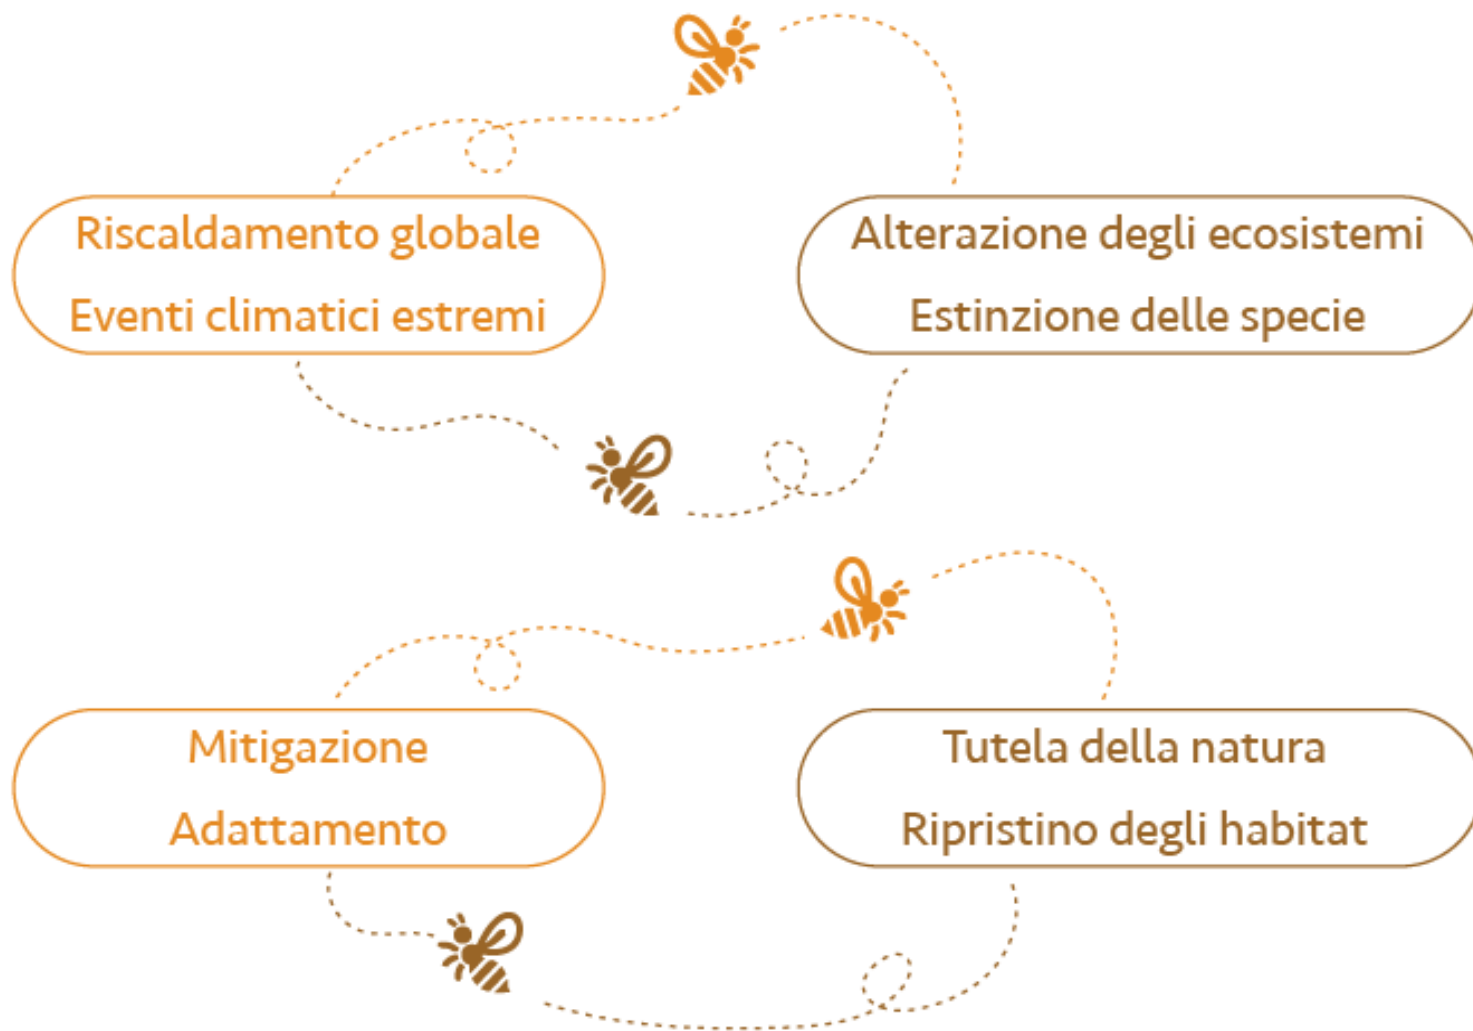 Riscaldamento globale
Eventi climatici estremi
Alterazione degli ecosistemi
Estinzione delle specie
Mitigazione
Adattamento
Tutela della natura
Ripristino degli habitat